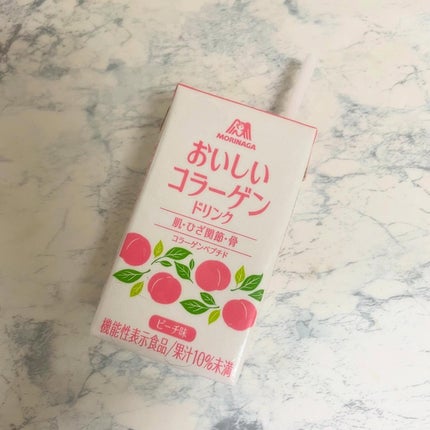 MORINAGA
おいしい
コラーゲン
ドリンク
肌・ひざ関節・骨
コラーゲンペプチド
ピーチ味
機能性表示食品/果汁10%未満